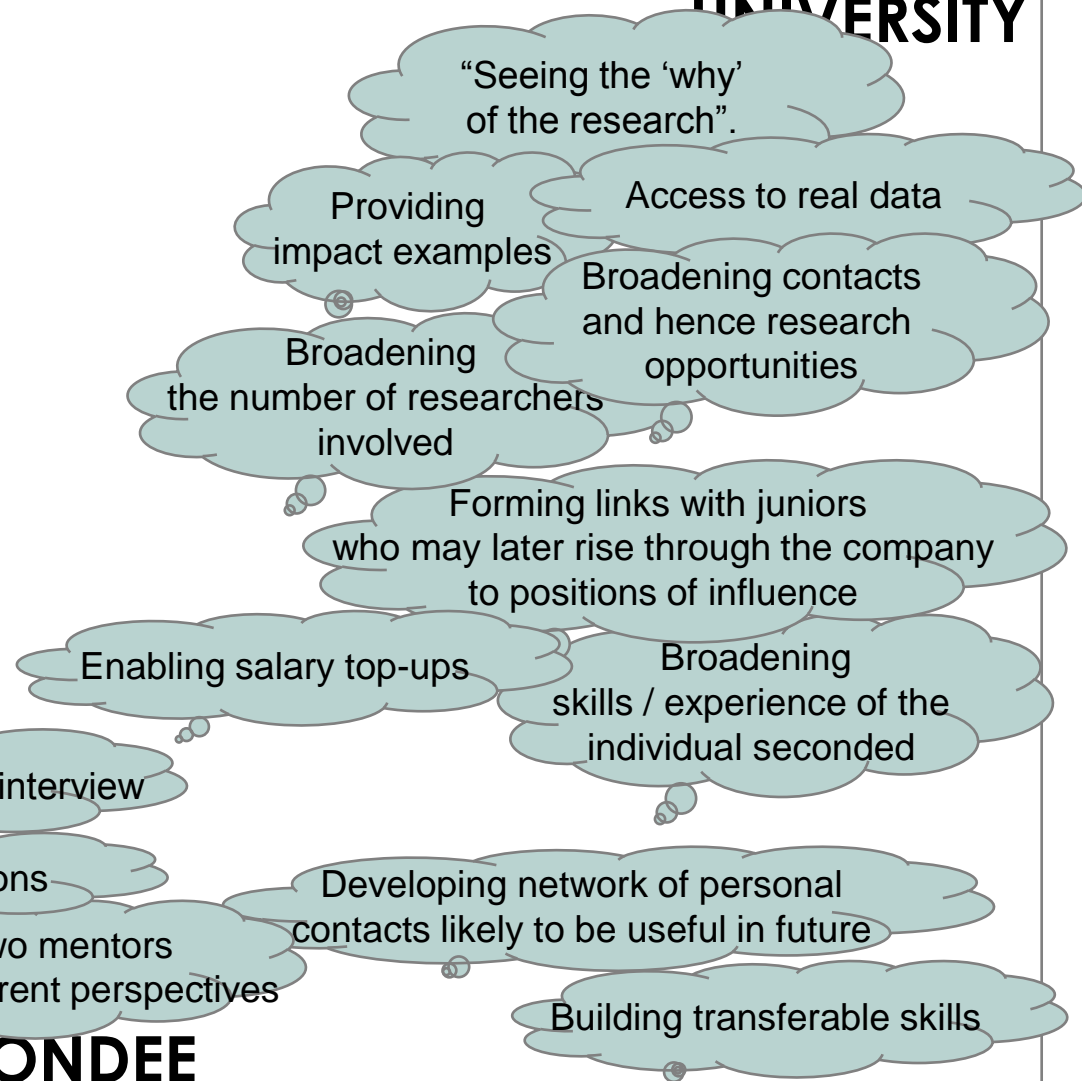 UNIVERSITY
“Seeing the ‘why’
of the research”.
Access to real data
Providing
impact examples
Broadening contacts
and hence research
opportunities
Broadening
the number of researchers
involved
Forming links with juniors
who may later rise through the company
to positions of influence
Enabling salary top-ups
Broadening
skills / experience of the
individual seconded
interview
ons
wo mentors
rent perspectives
Developing network of personal
contacts likely to be useful in future
Building transferable skills
ONDEE